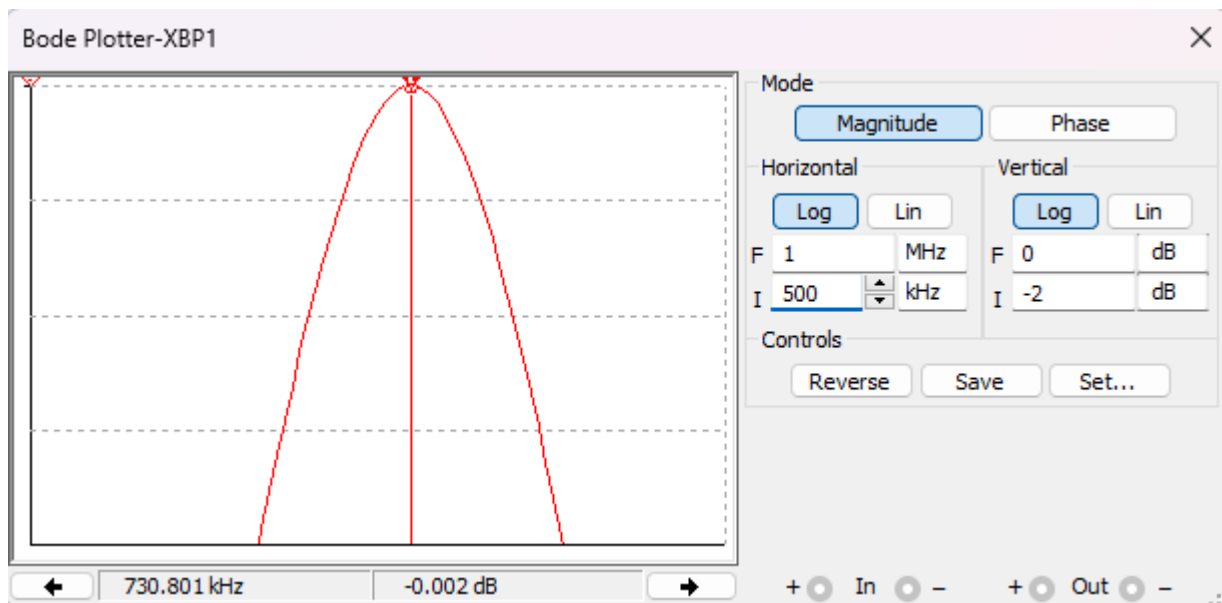 Bode Plotter-XBP1
Mode
Magnitude Phase
Horizontal Vertical
Log Lin Log Lin
F 1 MHz F 0 dB
I 500 kHz I -2 dB
Controls
Reverse Save Set...
730.801 kHz -0.002 dB + In − + Out −